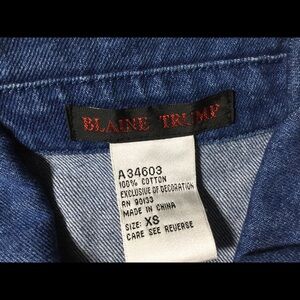 BLAINE TRUMP
A34603
100% COTTON
EXCLUSIVE OF DECORATION
RN 90133
MADE IN CHINA
SIZE: XS
CARE SEE REVERSE